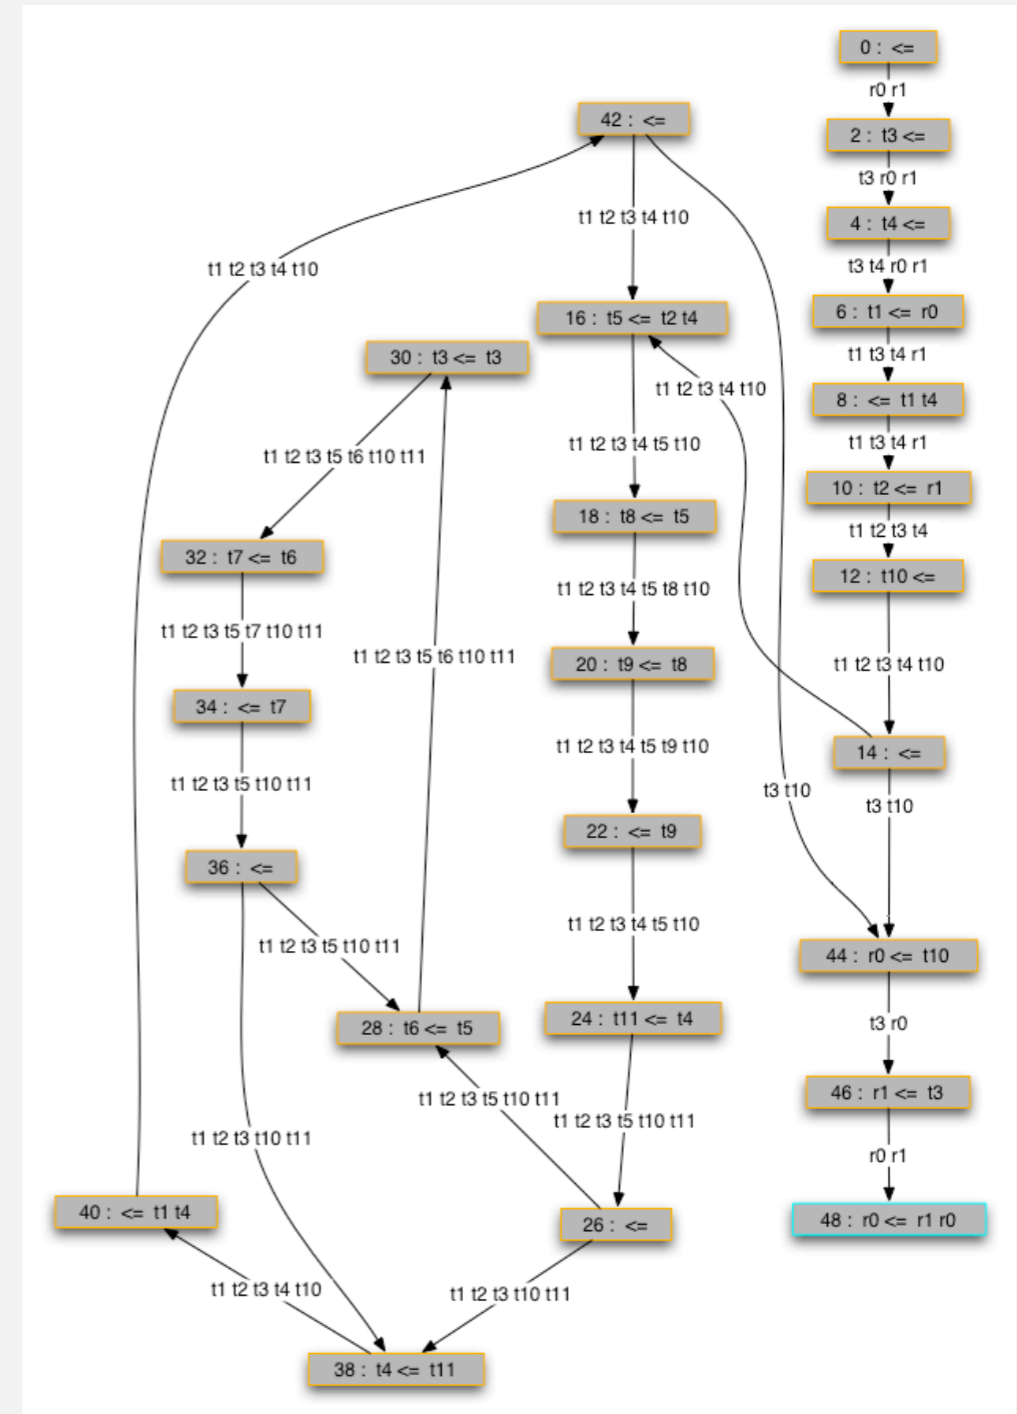 0 : <=
r0 r1
42 : <=
2 : t3 <=
t3 r0 r1
t1 t2 t3 t4 t10
4 : t4 <=
t1 t2 t3 t4 t10
t3 t4 r0 r1
16 : t5 <= t2 t4
6 : t1 <= r0
30 : t3 <= t3
t1 t3 t4 r1
t1 t2 t3 t4 t10
8 : <= t1 t4
t1 t2 t3 t5 t6 t10 t11
t1 t2 t3 t4 t5 t10
t1 t3 t4 r1
10 : t2 <= r1
18 : t8 <= t5
t1 t2 t3 t4
32 : t7 <= t6
12 : t10 <=
t1 t2 t3 t4 t5 t8 t10
t1 t2 t3 t5 t7 t10 t11
t1 t2 t3 t5 t6 t10 t11
20 : t9 <= t8
t1 t2 t3 t4 t10
34 : <= t7
t1 t2 t3 t4 t5 t9 t10
14 : <=
t1 t2 t3 t5 t10 t11
t3 t10
t3 t10
22 : <= t9
36 : <=
t1 t2 t3 t4 t5 t10
t1 t2 t3 t5 t10 t11
44 : r0 <= t10
28 : t6 <= t5
24 : t11 <= t4
t3 r0
t1 t2 t3 t5 t10 t11
46 : r1 <= t3
t1 t2 t3 t5 t10 t11
t1 t2 t3 t10 t11
r0 r1
40 : <= t1 t4
26 : <=
48 : r0 <= r1 r0
t1 t2 t3 t4 t10
t1 t2 t3 t10 t11
38 : t4 <= t11